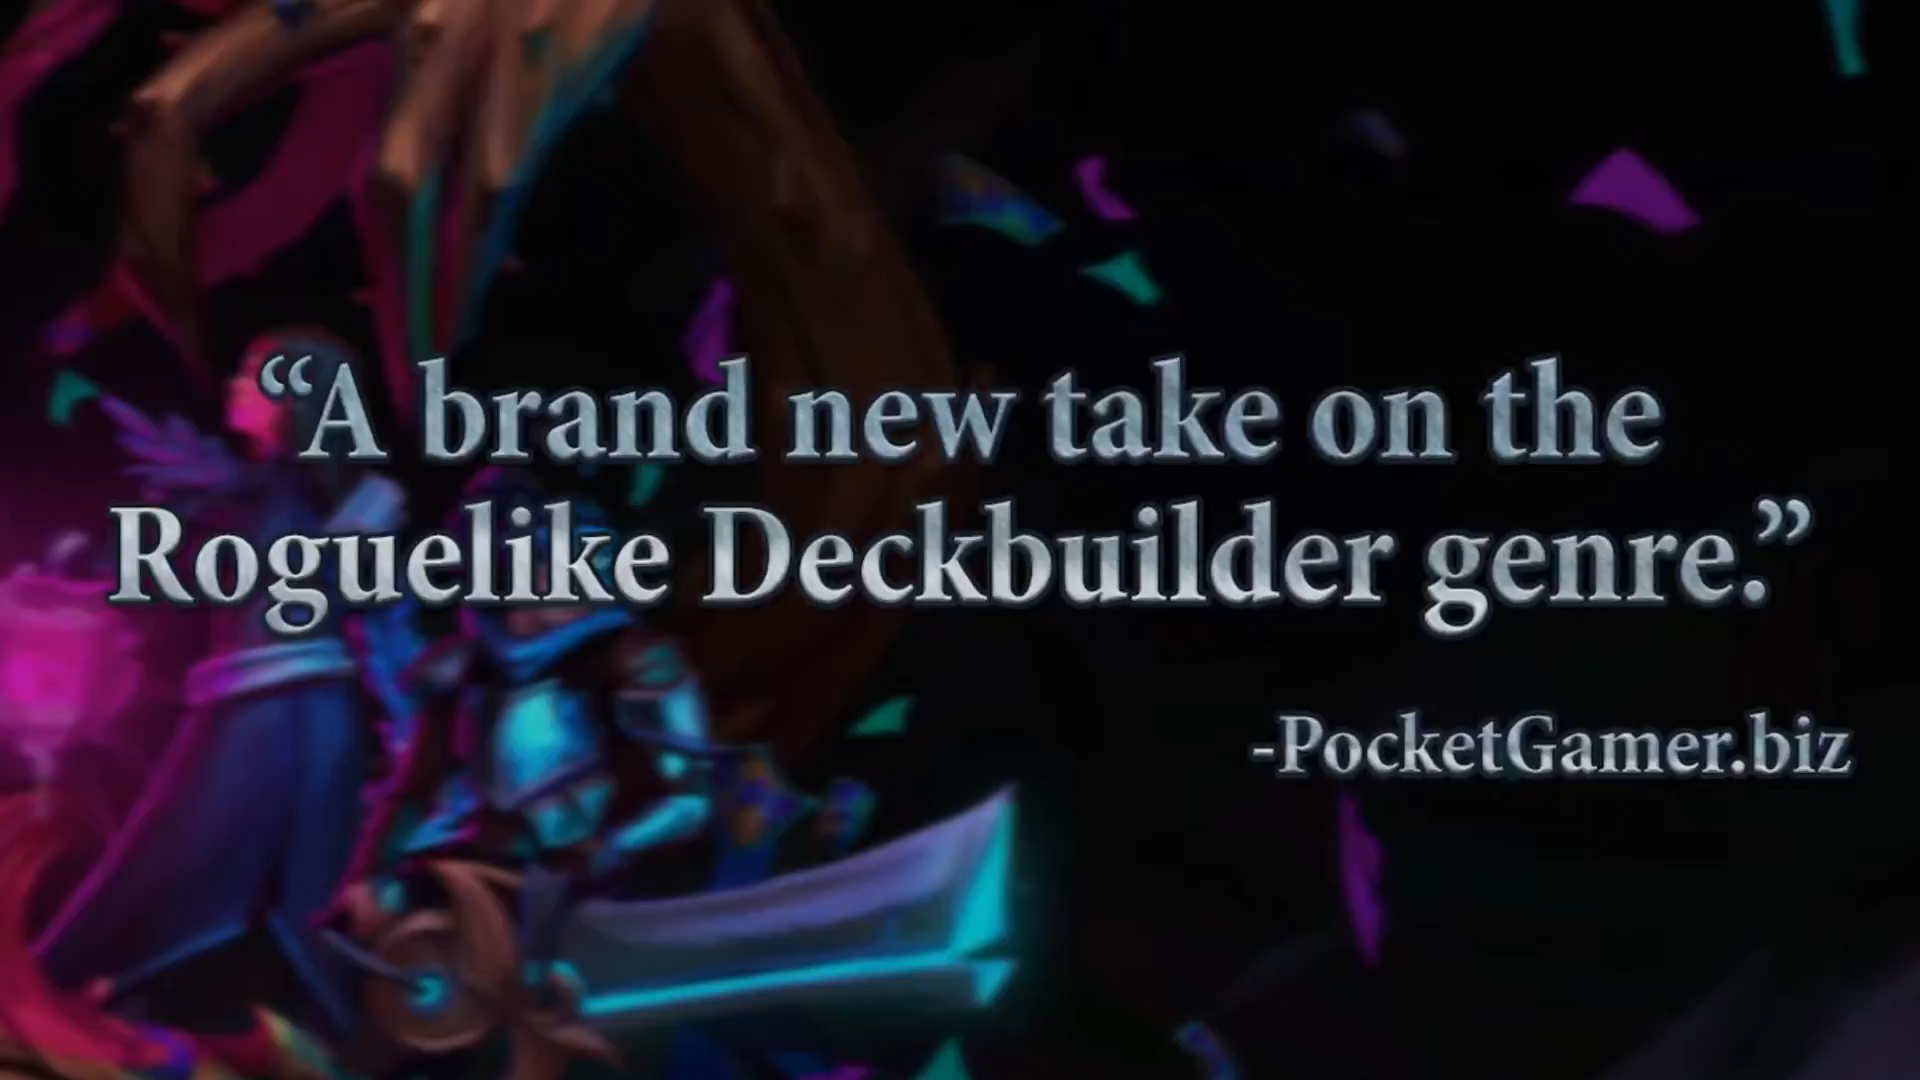 “A brand new take on the
Roguelike Deckbuilder genre.”
-PocketGamer.biz